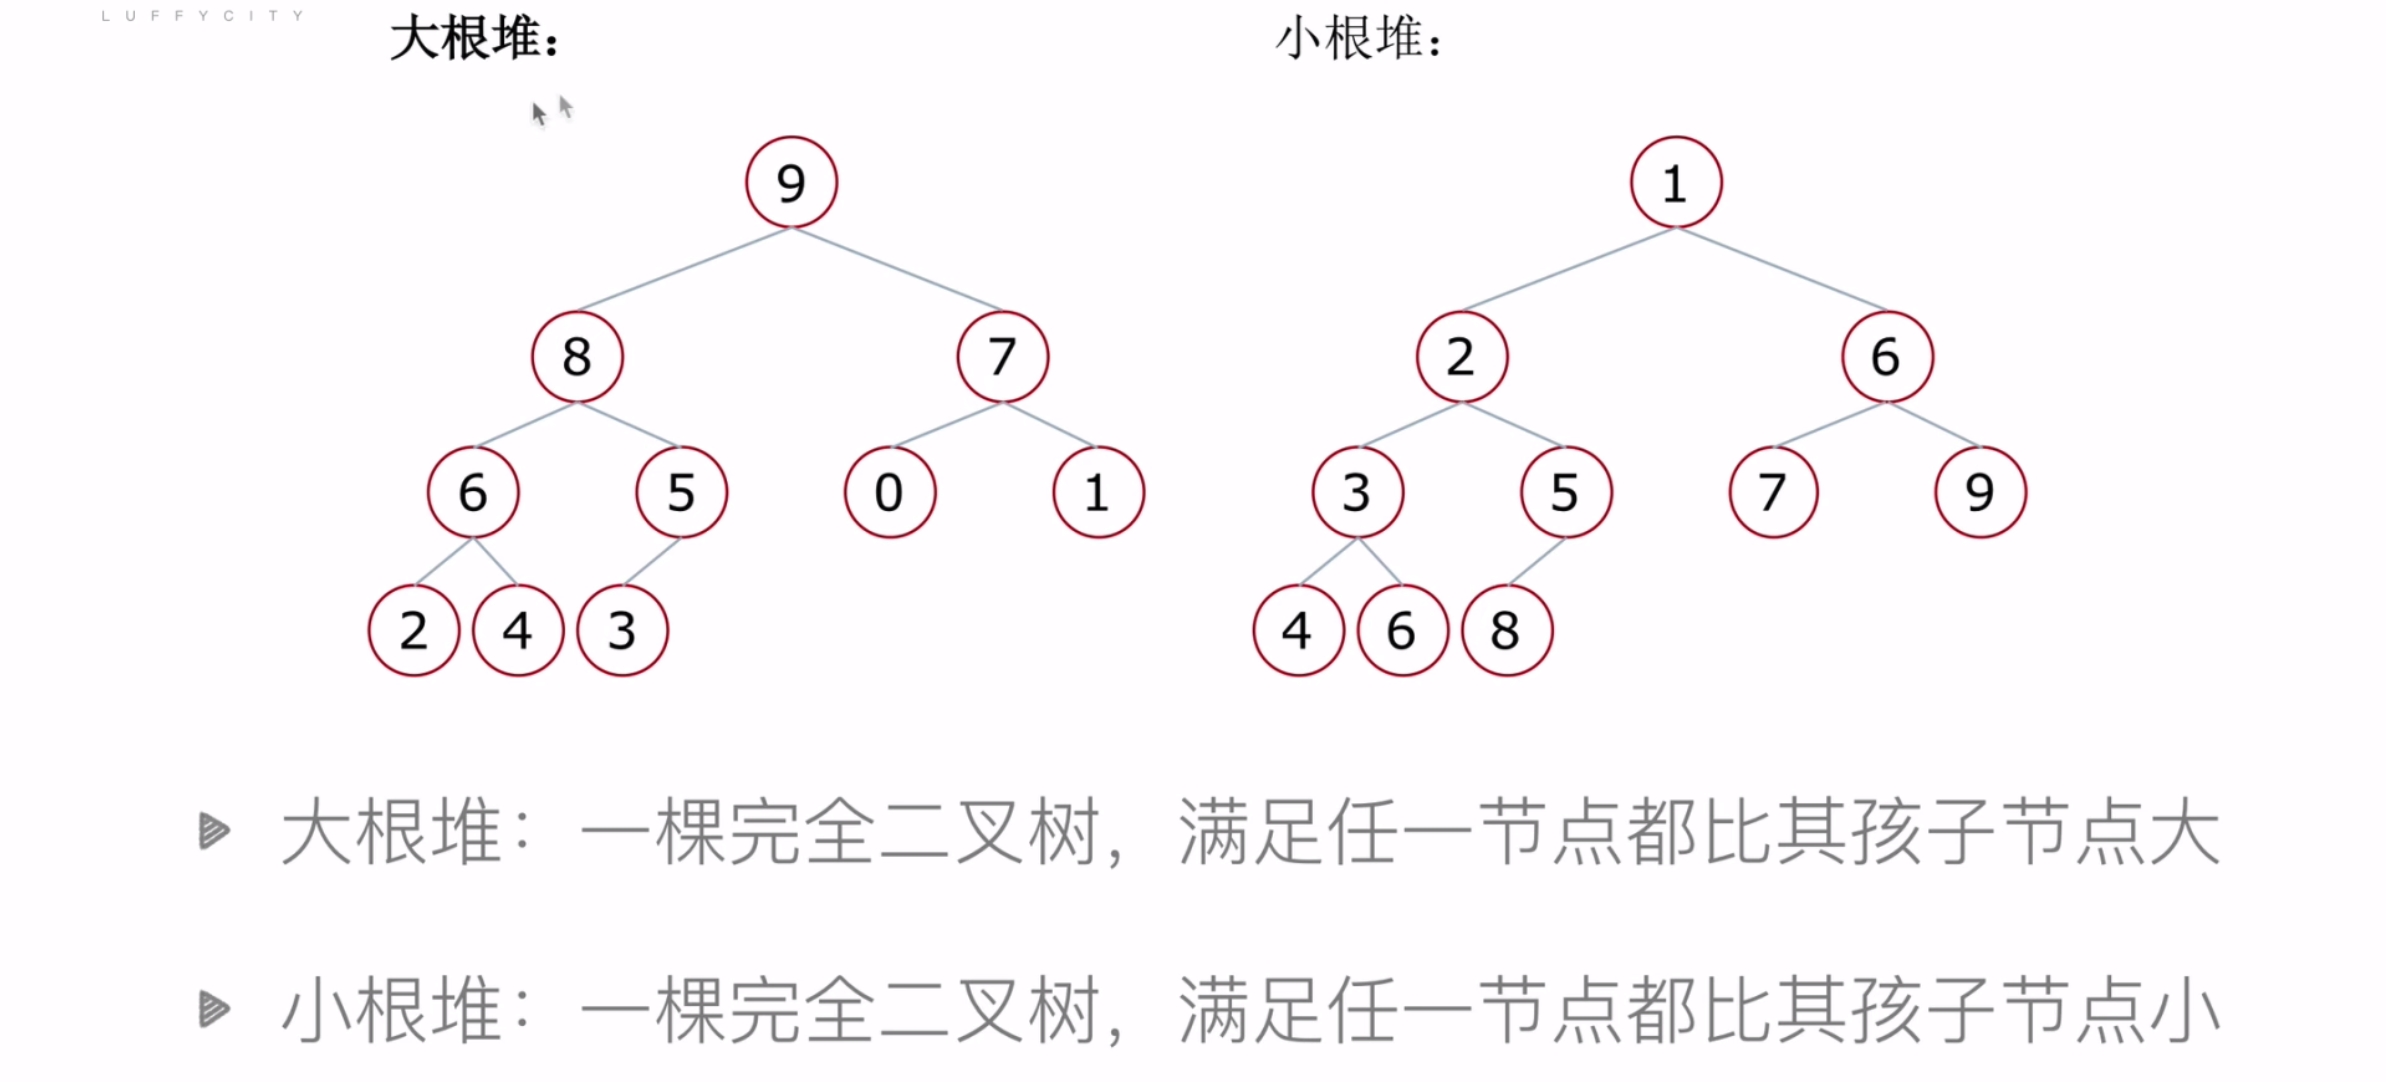 LUFFYCITY
大根堆：
小根堆：
9
1
8 7
2 6
6 5 0 1
3 5 7 9
2 4 3
4 6 8
大根堆：一棵完全二叉树，满足任一节点都比其孩子节点大
小根堆：一棵完全二叉树，满足任一节点都比其孩子节点小